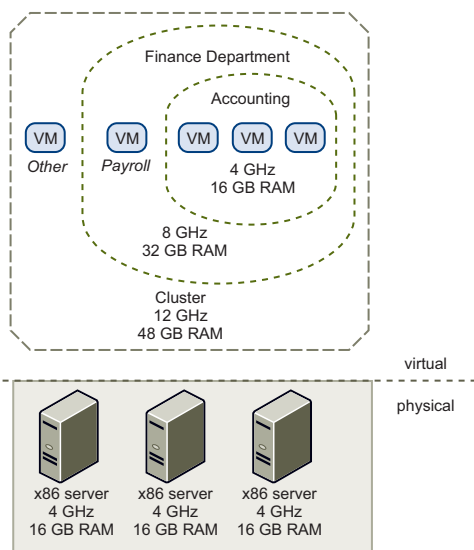 Finance Department
Accounting
VM VM VM VM VM
Other Payroll
4 GHz
16 GB RAM
8 GHz
32 GB RAM
Cluster
12 GHz
48 GB RAM
virtual
physical
x86 server x86 server x86 server
4 GHz 4 GHz 4 GHz
16 GB RAM 16 GB RAM 16 GB RAM